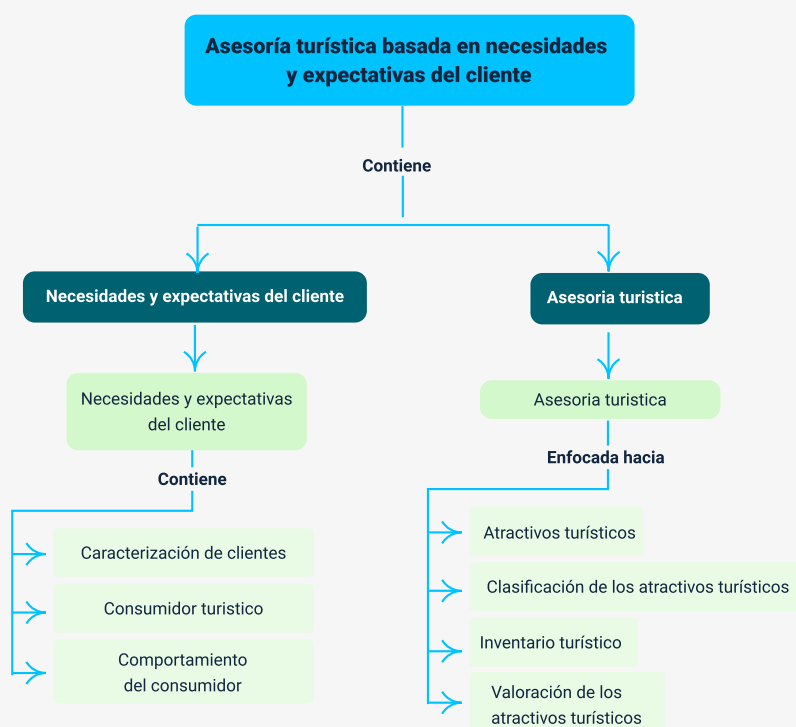 Asesoría turística basada en necesidades
y expectativas del cliente
Contiene
Necesidades y expectativas del cliente
Asesoria turistica
Necesidades y expectativas
del cliente
Asesoria turistica
Contiene
Enfocada hacia
Caracterización de clientes
Consumidor turistico
Comportamiento
del consumidor
Atractivos turísticos
Clasificación de los atractivos turísticos
Inventario turístico
Valoración de los
atractivos turísticos